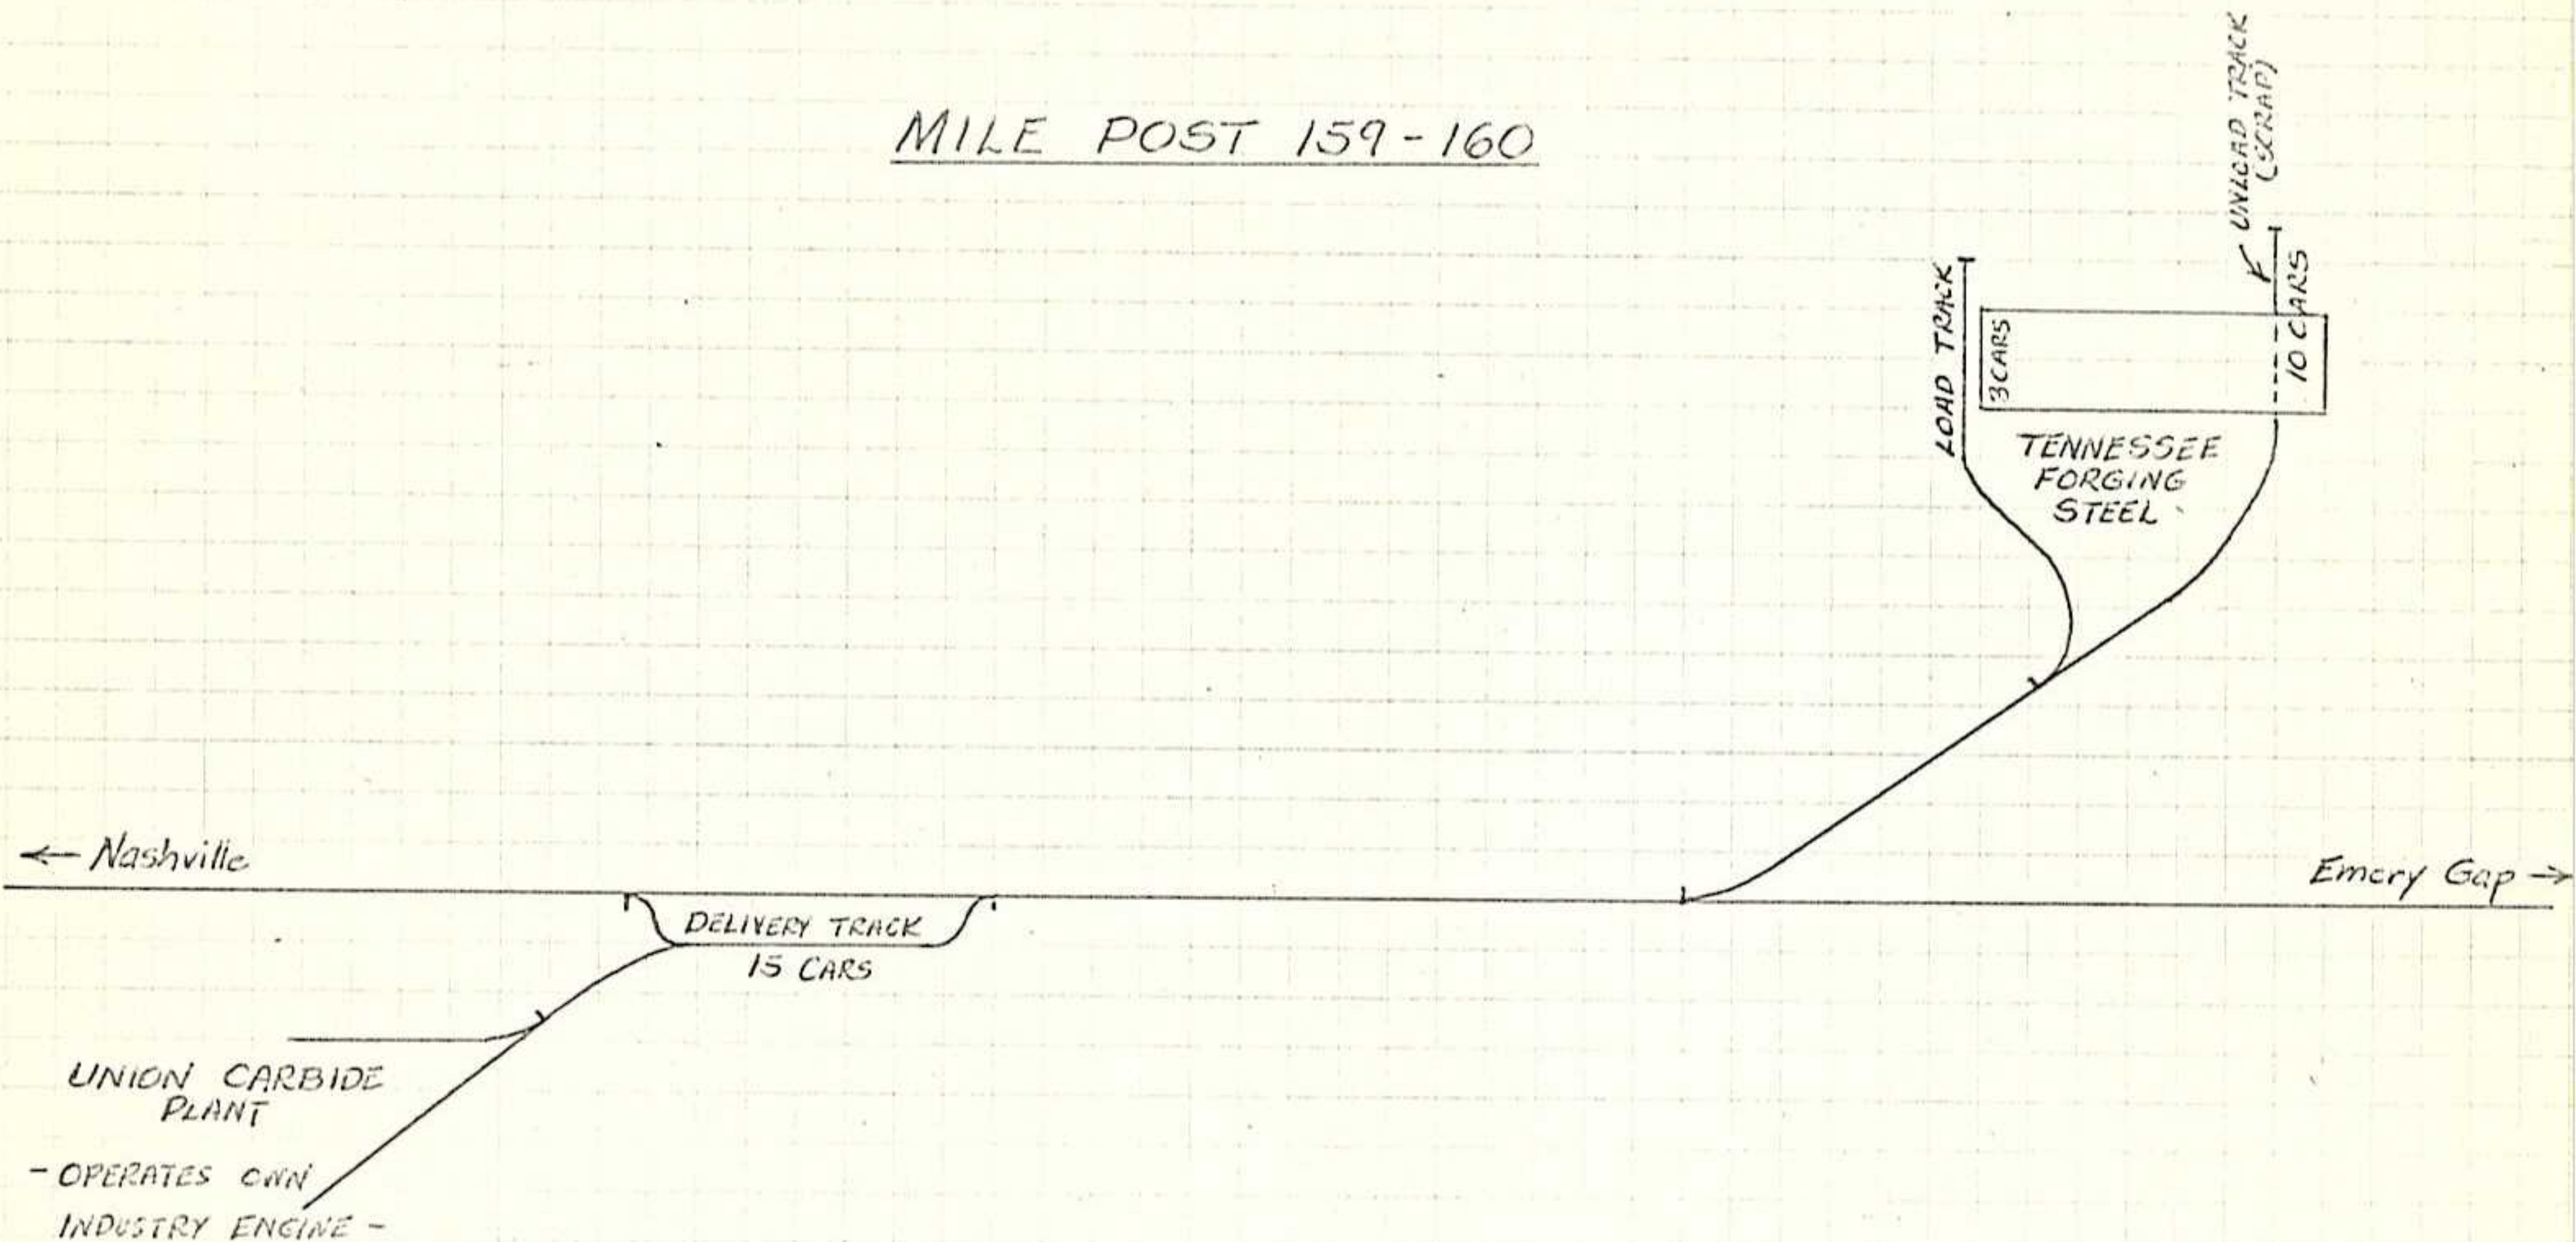 MILE POST 159-160
UNLOAD TRACK
(SCRAP)
LOAD TRACK
3 CARS
10 CARS
TENNESSEE
FORGING
STEEL
← Nashville
Emery Gap →
DELIVERY TRACK
15 CARS
UNION CARBIDE
PLANT
- OPERATES OWN
INDUSTRY ENGINE -